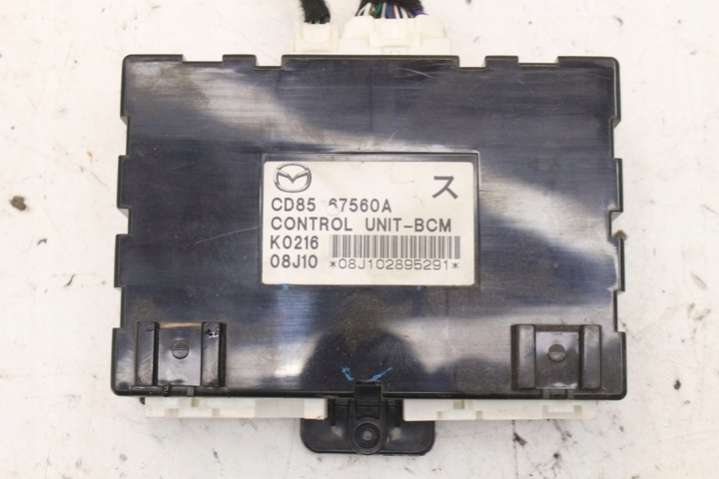 ス
CD85 67560A
CONTROL UNIT-BCM
K0216
08J10 *08J102895291*